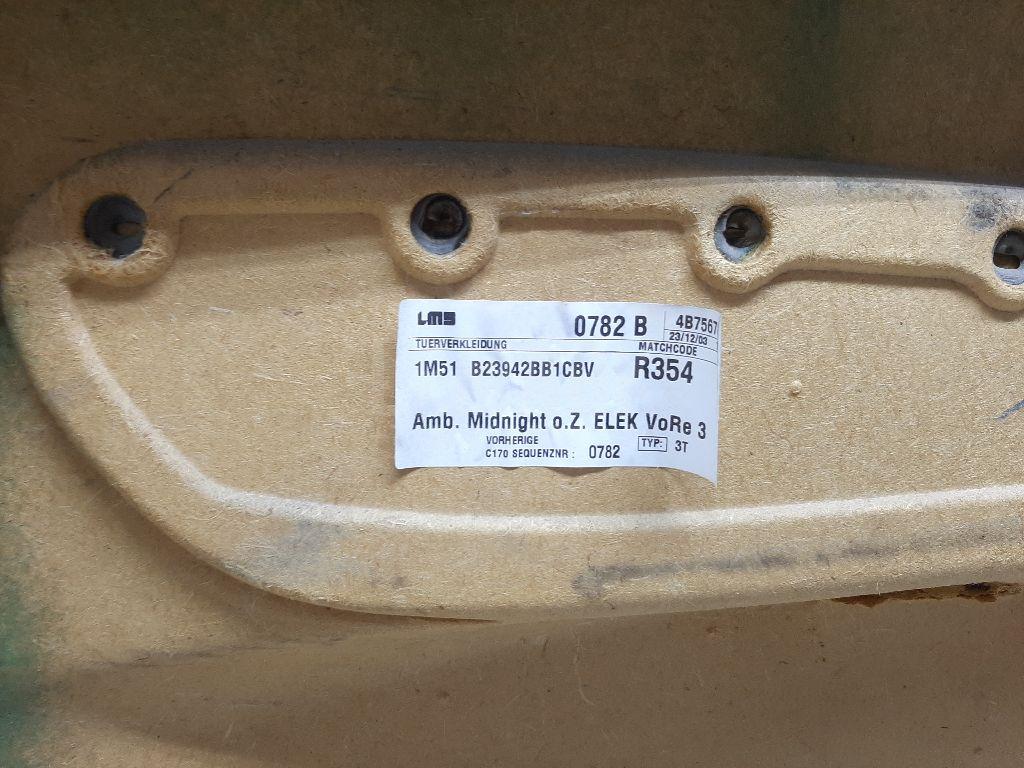 LMS 0782 B 4B7567
23/12/03
TUERVERKLEIDUNG MATCHCODE
1M51 B23942BB1CBV R354
Amb. Midnight o.Z. ELEK VoRe 3
VORHERIGE
C170 SEQUENZNR : 0782 TYP: 3T